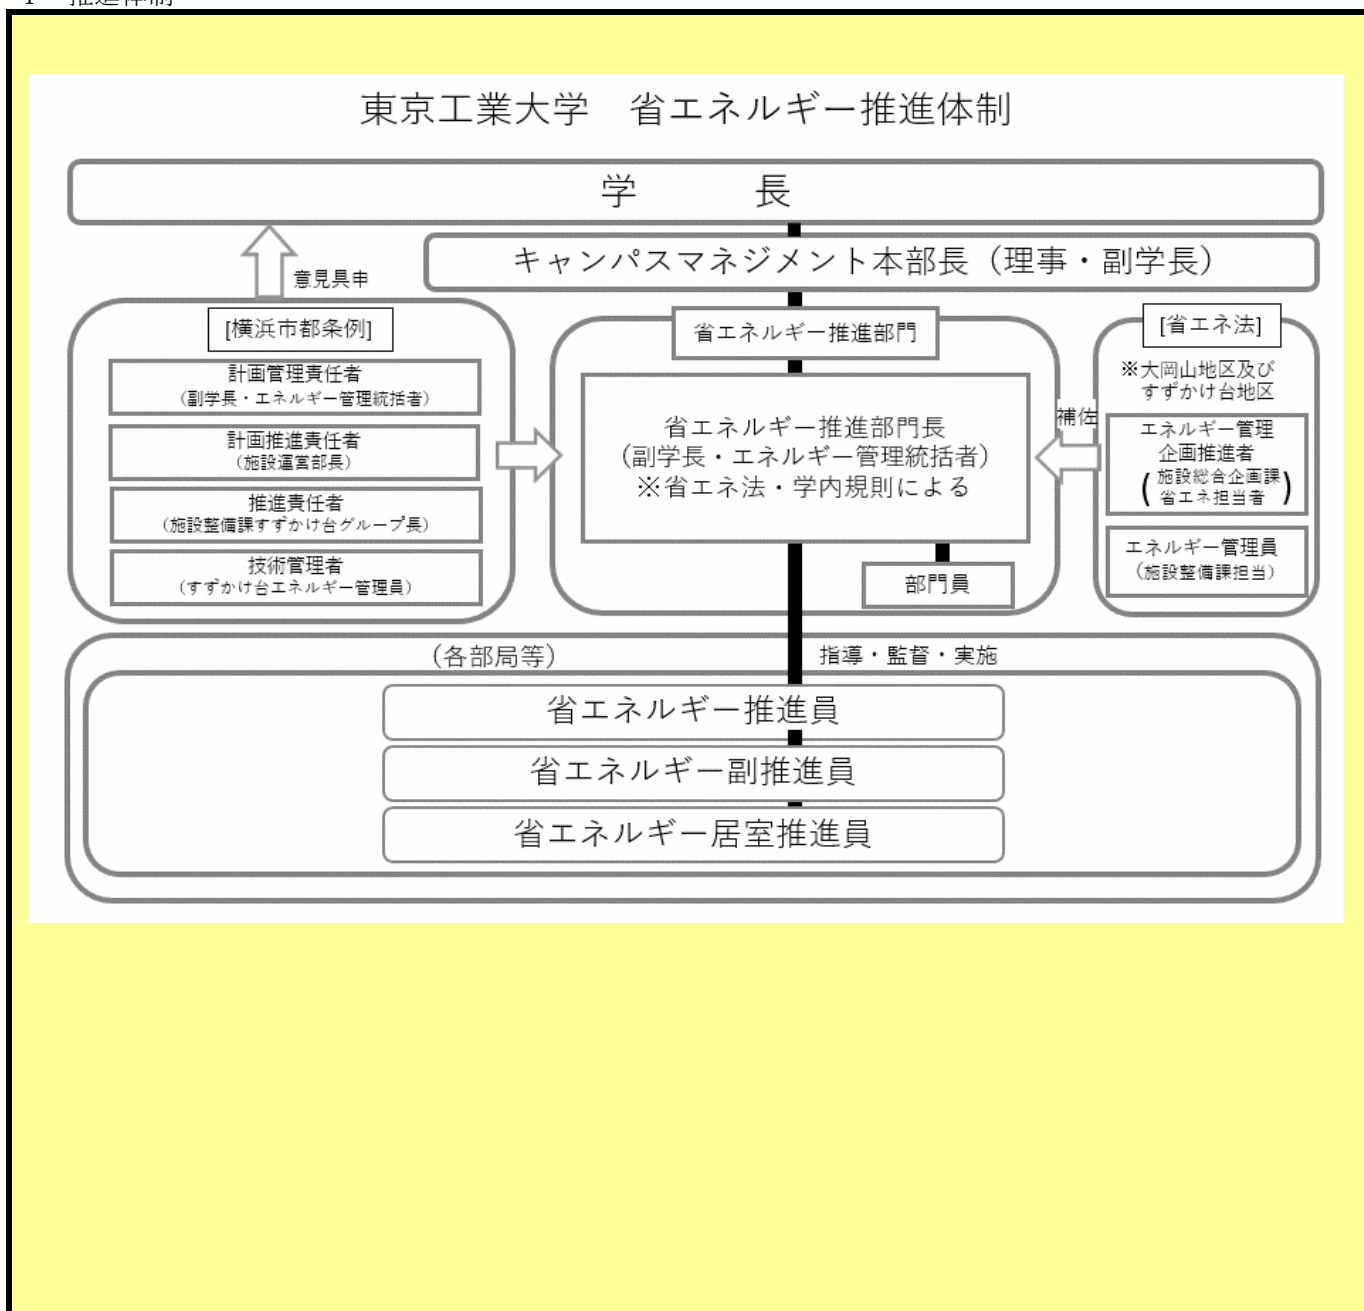 東京工業大学　省エネルギー推進体制
学　　　長
キャンパスマネジメント本部長（理事・副学長）
意見具申
[横浜市都条例]
計画管理責任者
（副学長・エネルギー管理統括者）
計画推進責任者
（施設運営部長）
推進責任者
（施設整備課すずかけ台グループ長）
技術管理者
（すずかけ台エネルギー管理員）
省エネルギー推進部門
省エネルギー推進部門長
（副学長・エネルギー管理統括者）
※省エネ法・学内規則による
部門員
補佐
[省エネ法]
※大岡山地区及び
すずかけ台地区
エネルギー管理
企画推進者
（施設総合企画課
省エネ担当者）
エネルギー管理員
（施設整備課担当）
（各部局等）
指導・監督・実施
省エネルギー推進員
省エネルギー副推進員
省エネルギー居室推進員